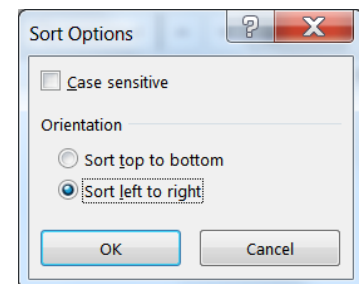 Sort Options
Case sensitive
Orientation
Sort top to bottom
Sort left to right
OK
Cancel